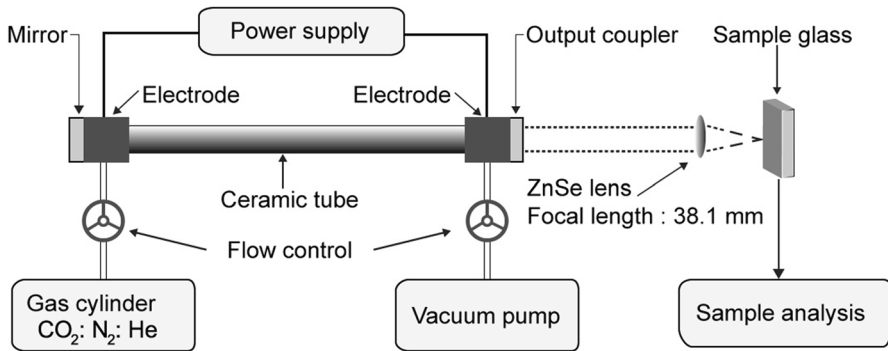 Power supply
Mirror
Output coupler
Sample glass
Electrode
Electrode
Ceramic tube
ZnSe lens
Focal length : 38.1 mm
Flow control
Gas cylinder
CO₂: N₂: He
Vacuum pump
Sample analysis